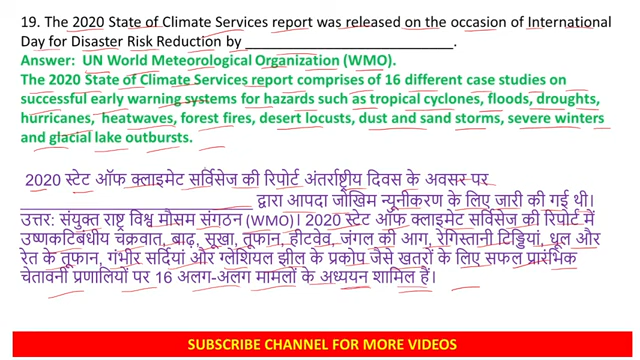 19. The 2020 State of Climate Services report was released on the occasion of International
Day for Disaster Risk Reduction by ______________________________.
Answer: UN World Meteorological Organization (WMO).
The 2020 State of Climate Services report comprises of 16 different case studies on
successful early warning systems for hazards such as tropical cyclones, floods, droughts,
hurricanes, heatwaves, forest fires, desert locusts, dust and sand storms, severe winters
and glacial lake outbursts.
2020 स्टेट ऑफ क्लाइमेट सर्विसेज की रिपोर्ट अंतर्राष्ट्रीय दिवस के अवसर पर
______________________________ द्वारा आपदा जोखिम न्यूनीकरण के लिए जारी की गई थी।
उत्तर: संयुक्त राष्ट्र विश्व मौसम संगठन (WMO)। 2020 स्टेट ऑफ क्लाइमेट सर्विसेज की रिपोर्ट में
उष्णकटिबंधीय चक्रवात, बाढ़, सूखा, तूफान, हीटवेव, जंगल की आग, रेगिस्तानी टिड्डियां, धूल और
रेत के तूफान, गंभीर सर्दियां और ग्लेशियल झील के प्रकोप जैसे खतरों के लिए सफल प्रारंभिक
चेतावनी प्रणालियों पर 16 अलग-अलग मामलों के अध्ययन शामिल हैं।
SUBSCRIBE CHANNEL FOR MORE VIDEOS